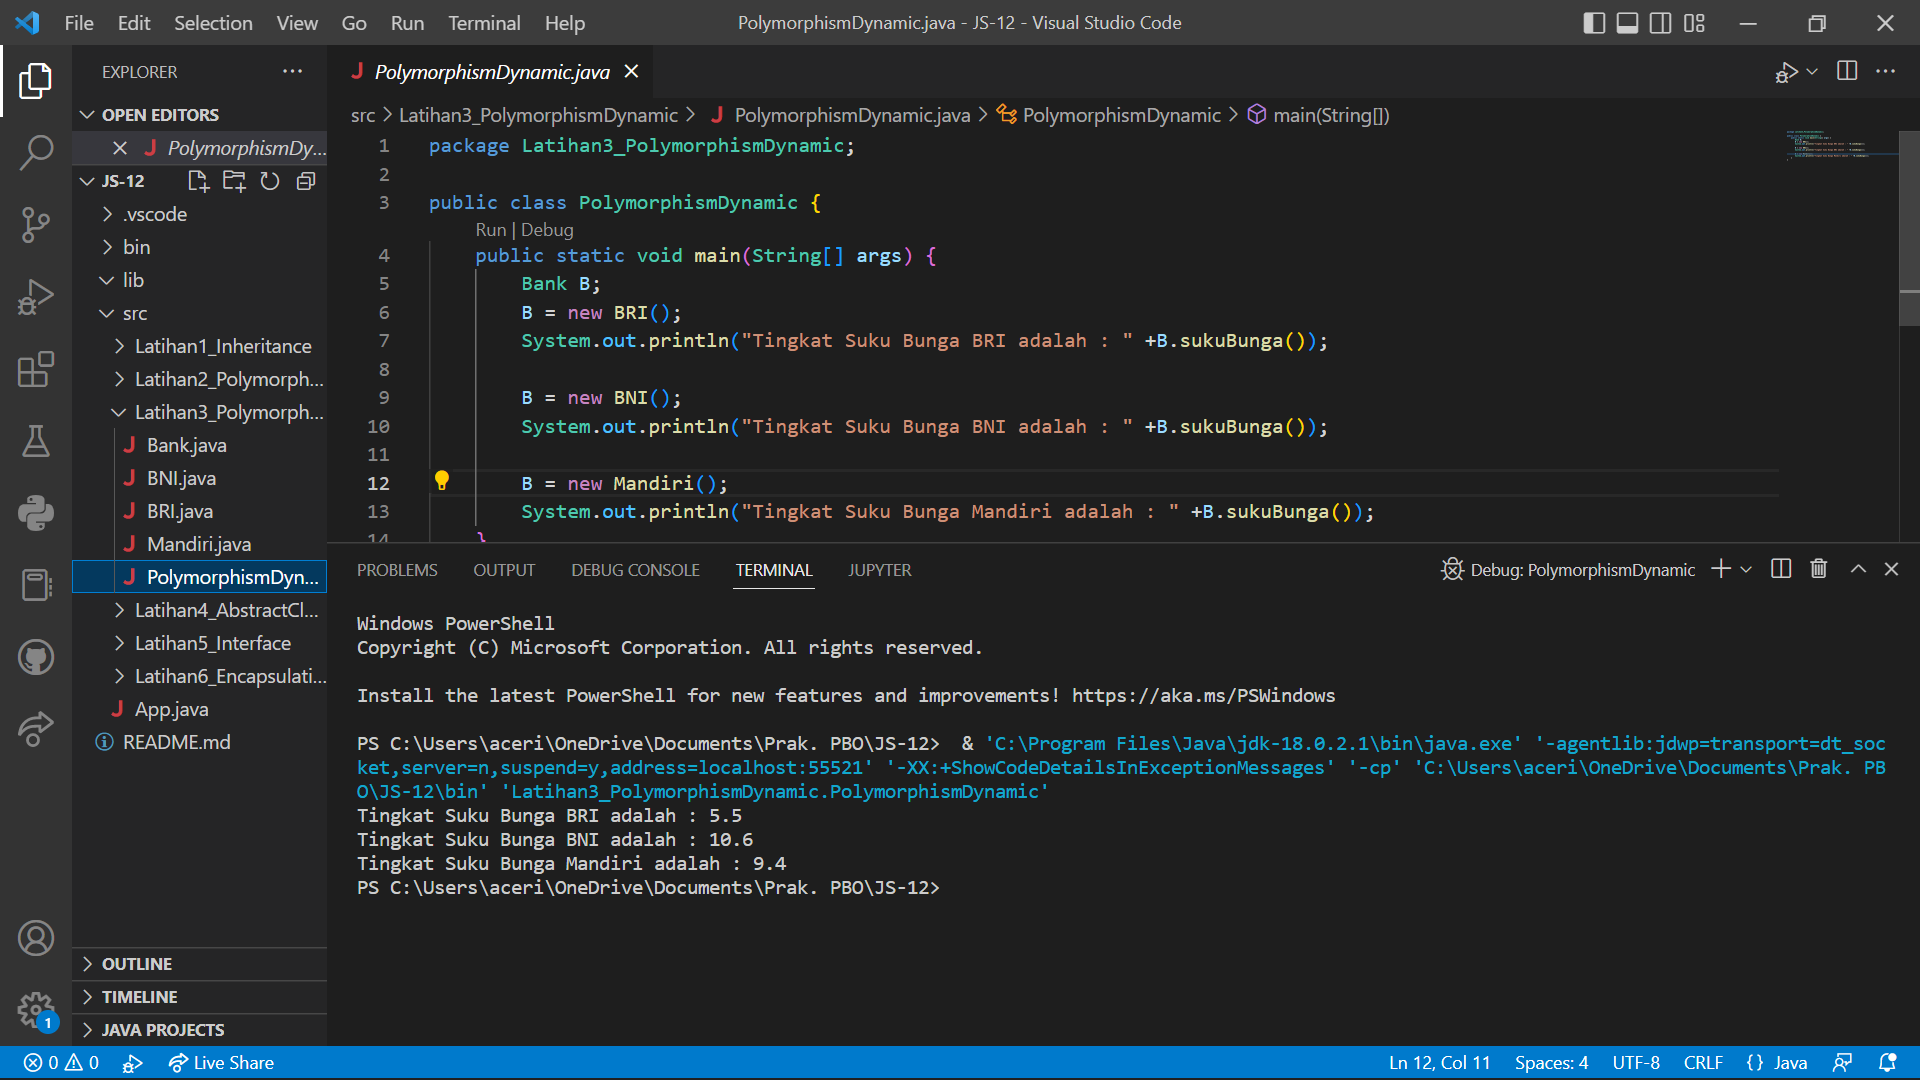 File Edit Selection View Go Run Terminal Help
PolymorphismDynamic.java - JS-12 - Visual Studio Code
EXPLORER
OPEN EDITORS
PolymorphismDy...
JS-12
.vscode
bin
lib
src
Latihan1_Inheritance
Latihan2_Polymorph...
Latihan3_Polymorph...
Bank.java
BNI.java
BRI.java
Mandiri.java
PolymorphismDyn...
Latihan4_AbstractCl...
Latihan5_Interface
Latihan6_Encapsulati...
App.java
README.md
OUTLINE
TIMELINE
JAVA PROJECTS
PolymorphismDynamic.java
src > Latihan3_PolymorphismDynamic > PolymorphismDynamic.java > PolymorphismDynamic > main(String[])
1 package Latihan3_PolymorphismDynamic;
2
3 public class PolymorphismDynamic {
Run | Debug
4 public static void main(String[] args) {
5 Bank B;
6 B = new BRI();
7 System.out.println("Tingkat Suku Bunga BRI adalah : " +B.sukuBunga());
8
9 B = new BNI();
10 System.out.println("Tingkat Suku Bunga BNI adalah : " +B.sukuBunga());
11
12 B = new Mandiri();
13 System.out.println("Tingkat Suku Bunga Mandiri adalah : " +B.sukuBunga());
14 }
PROBLEMS OUTPUT DEBUG CONSOLE TERMINAL JUPYTER
Debug: PolymorphismDynamic
Windows PowerShell
Copyright (C) Microsoft Corporation. All rights reserved.
Install the latest PowerShell for new features and improvements! https://aka.ms/PSWindows
PS C:\Users\aceri\OneDrive\Documents\Prak. PBO\JS-12>  & 'C:\Program Files\Java\jdk-18.0.2.1\bin\java.exe' '-agentlib:jdwp=transport=dt_soc
ket,server=n,suspend=y,address=localhost:55521' '-XX:+ShowCodeDetailsInExceptionMessages' '-cp' 'C:\Users\aceri\OneDrive\Documents\Prak. PB
O\JS-12\bin' 'Latihan3_PolymorphismDynamic.PolymorphismDynamic'
Tingkat Suku Bunga BRI adalah : 5.5
Tingkat Suku Bunga BNI adalah : 10.6
Tingkat Suku Bunga Mandiri adalah : 9.4
PS C:\Users\aceri\OneDrive\Documents\Prak. PBO\JS-12>
1
0 0 Live Share
Ln 12, Col 11 Spaces: 4 UTF-8 CRLF {} Java